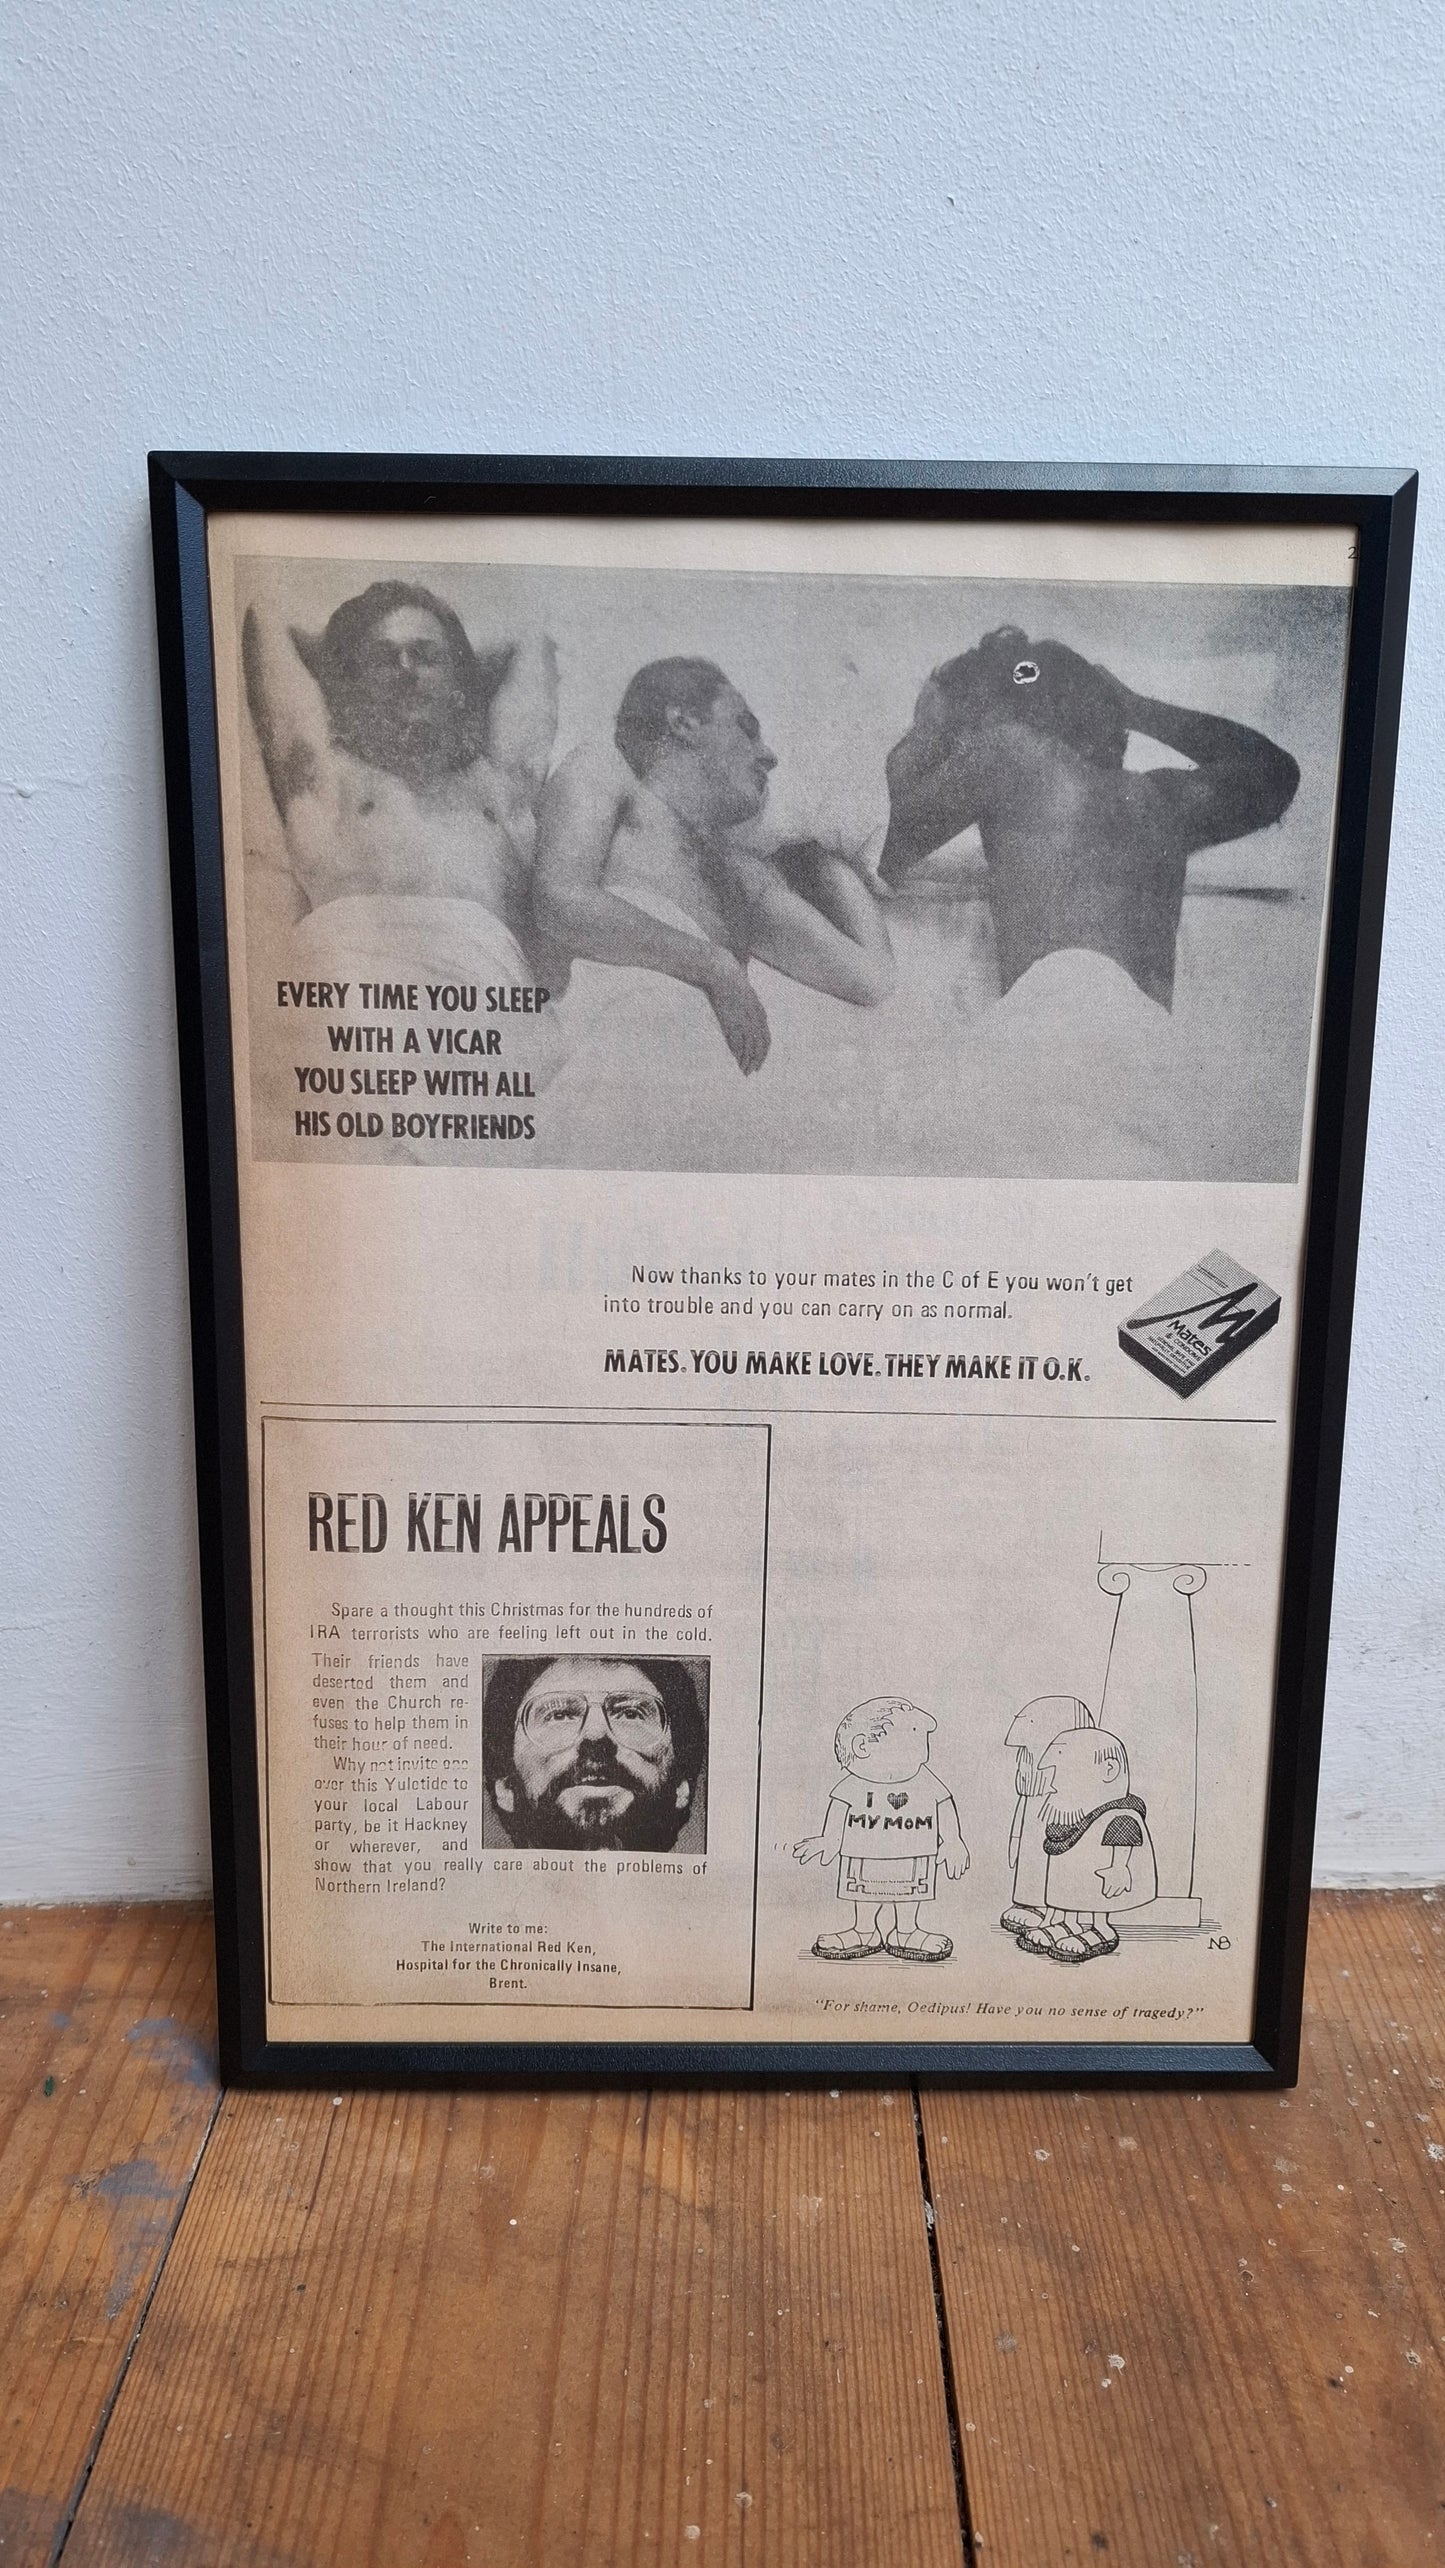 2
EVERY TIME YOU SLEEP
WITH A VICAR
YOU SLEEP WITH ALL
HIS OLD BOYFRIENDS
Now thanks to your mates in the C of E you won't get
into trouble and you can carry on as normal.
MATES. YOU MAKE LOVE. THEY MAKE IT O.K.
Mates
RED KEN APPEALS
Spare a thought this Christmas for the hundreds of
IRA terrorists who are feeling left out in the cold.
Their friends have
deserted them and
even the Church re-
fuses to help them in
their hour of need.
Why not invite one
over this Yuletide to
your local Labour
party, be it Hackney
or wherever, and
show that you really care about the problems of
Northern Ireland?
Write to me:
The International Red Ken,
Hospital for the Chronically Insane,
Brent.
I ♥
MY MOM
NB
"For shame, Oedipus! Have you no sense of tragedy?"